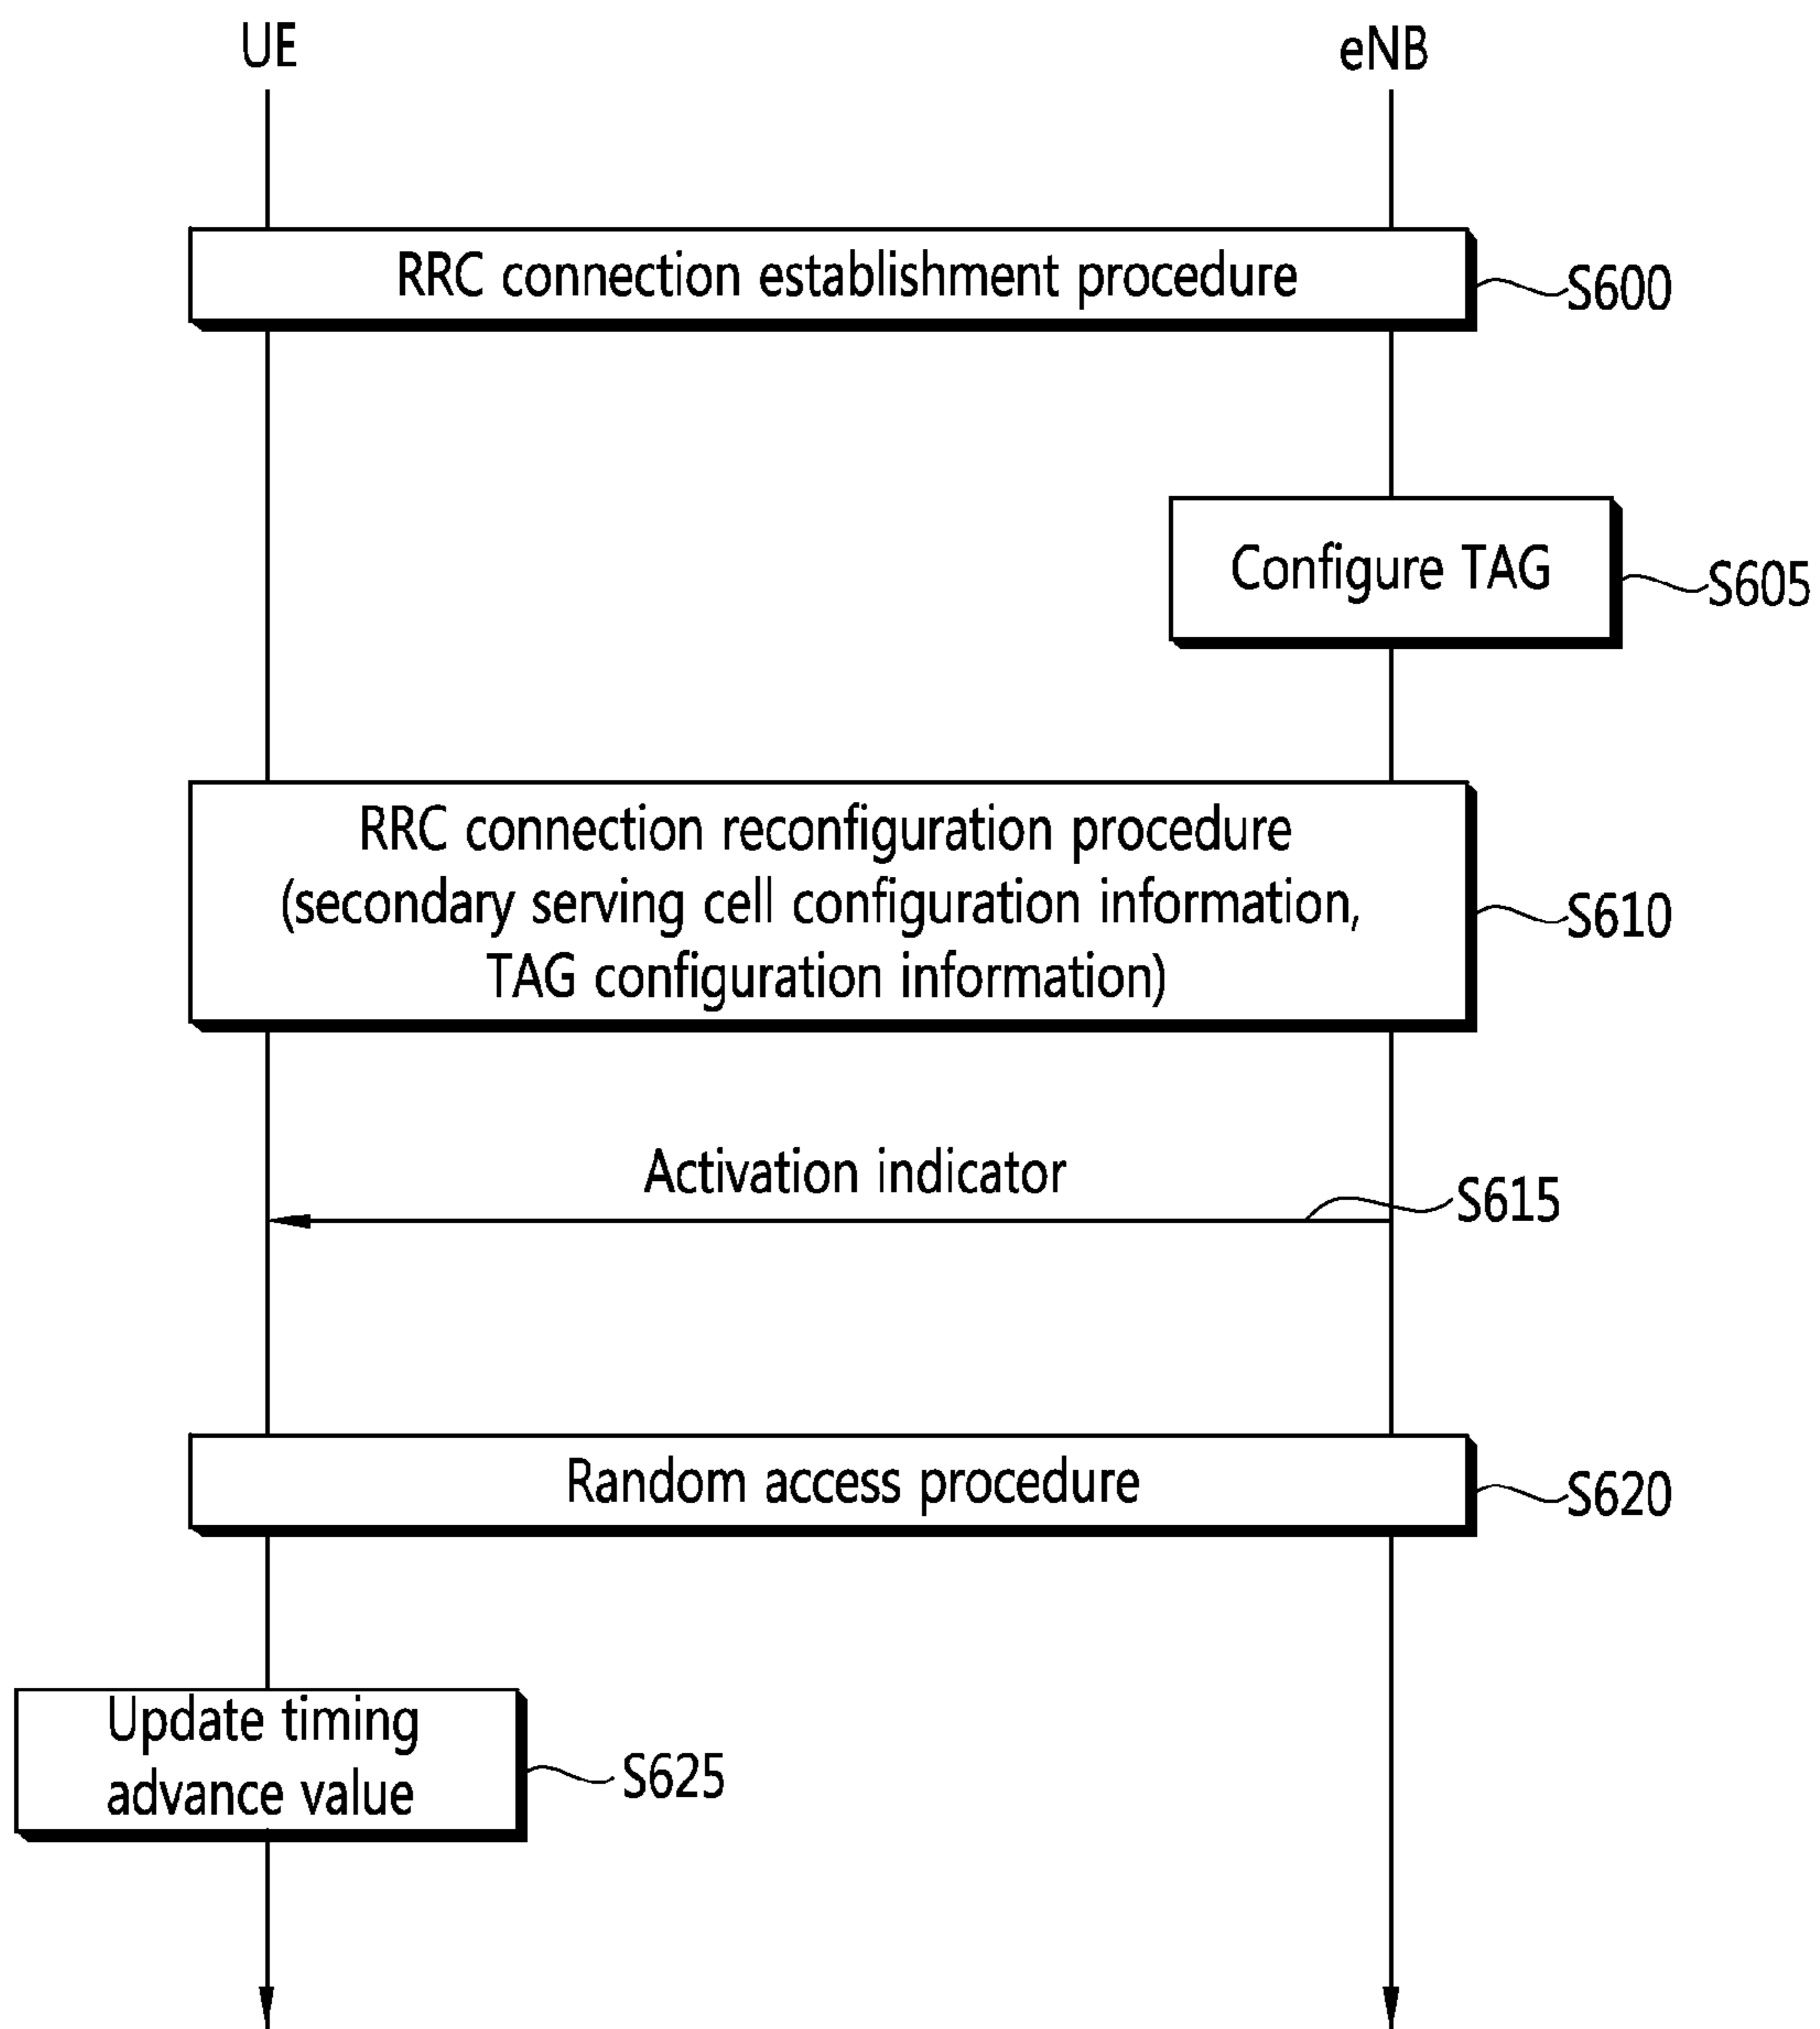 UE
eNB
RRC connection establishment procedure
S600
Configure TAG
S605
RRC connection reconfiguration procedure
(secondary serving cell configuration information,
TAG configuration information)
S610
Activation indicator
S615
Random access procedure
S620
Update timing
advance value
S625